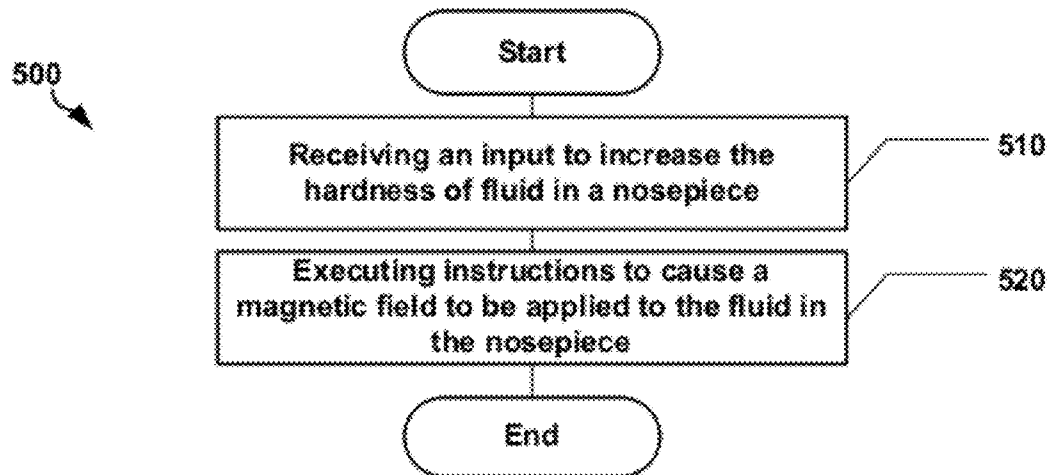 Start
500
Receiving an input to increase the
hardness of fluid in a nosepiece
510
Executing instructions to cause a
magnetic field to be applied to the fluid in
the nosepiece
520
End